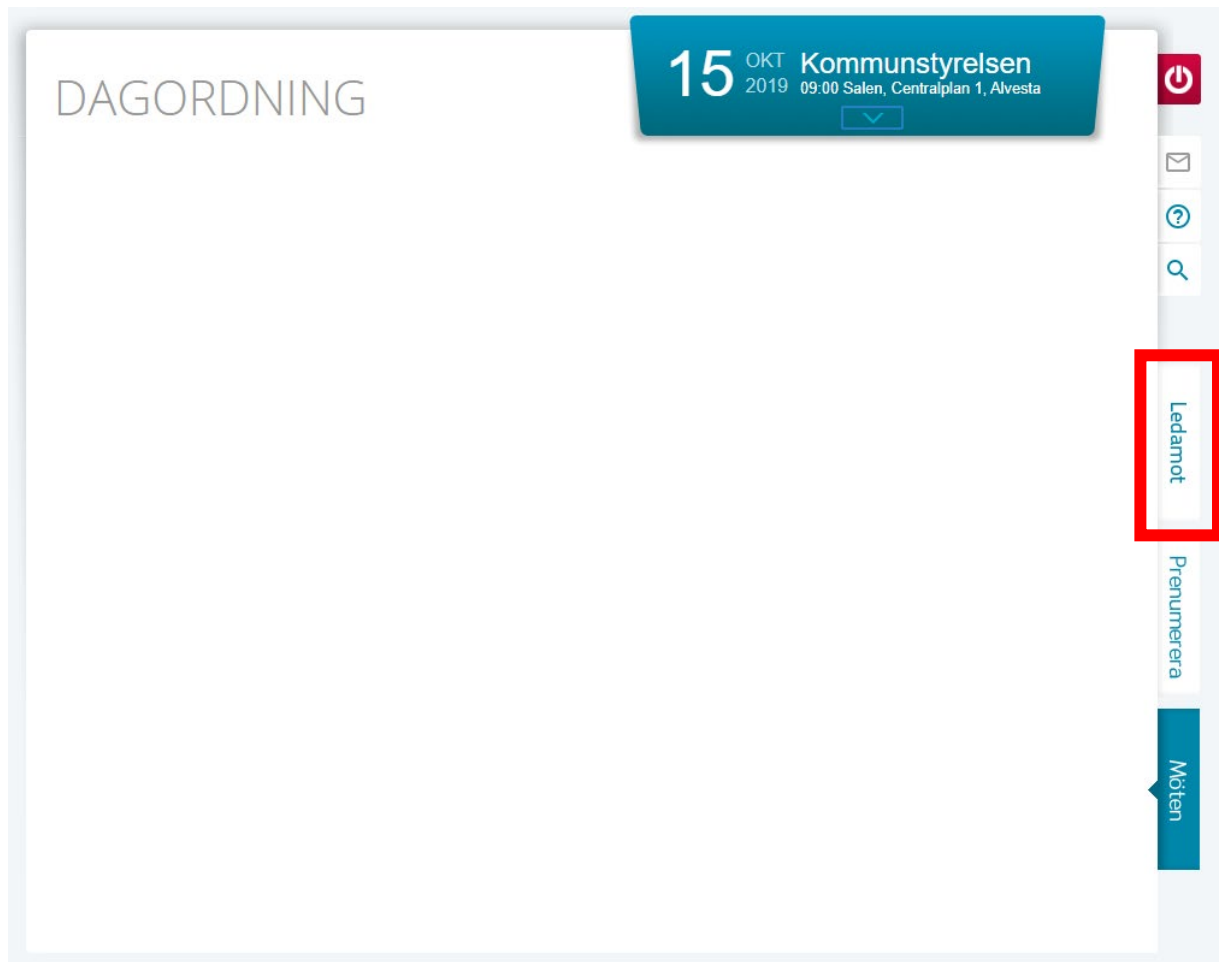 DAGORDNING
15 OKT 2019
Kommunstyrelsen
09:00 Salen, Centralplan 1, Alvesta
Ledamot
Prenumerera
Möten